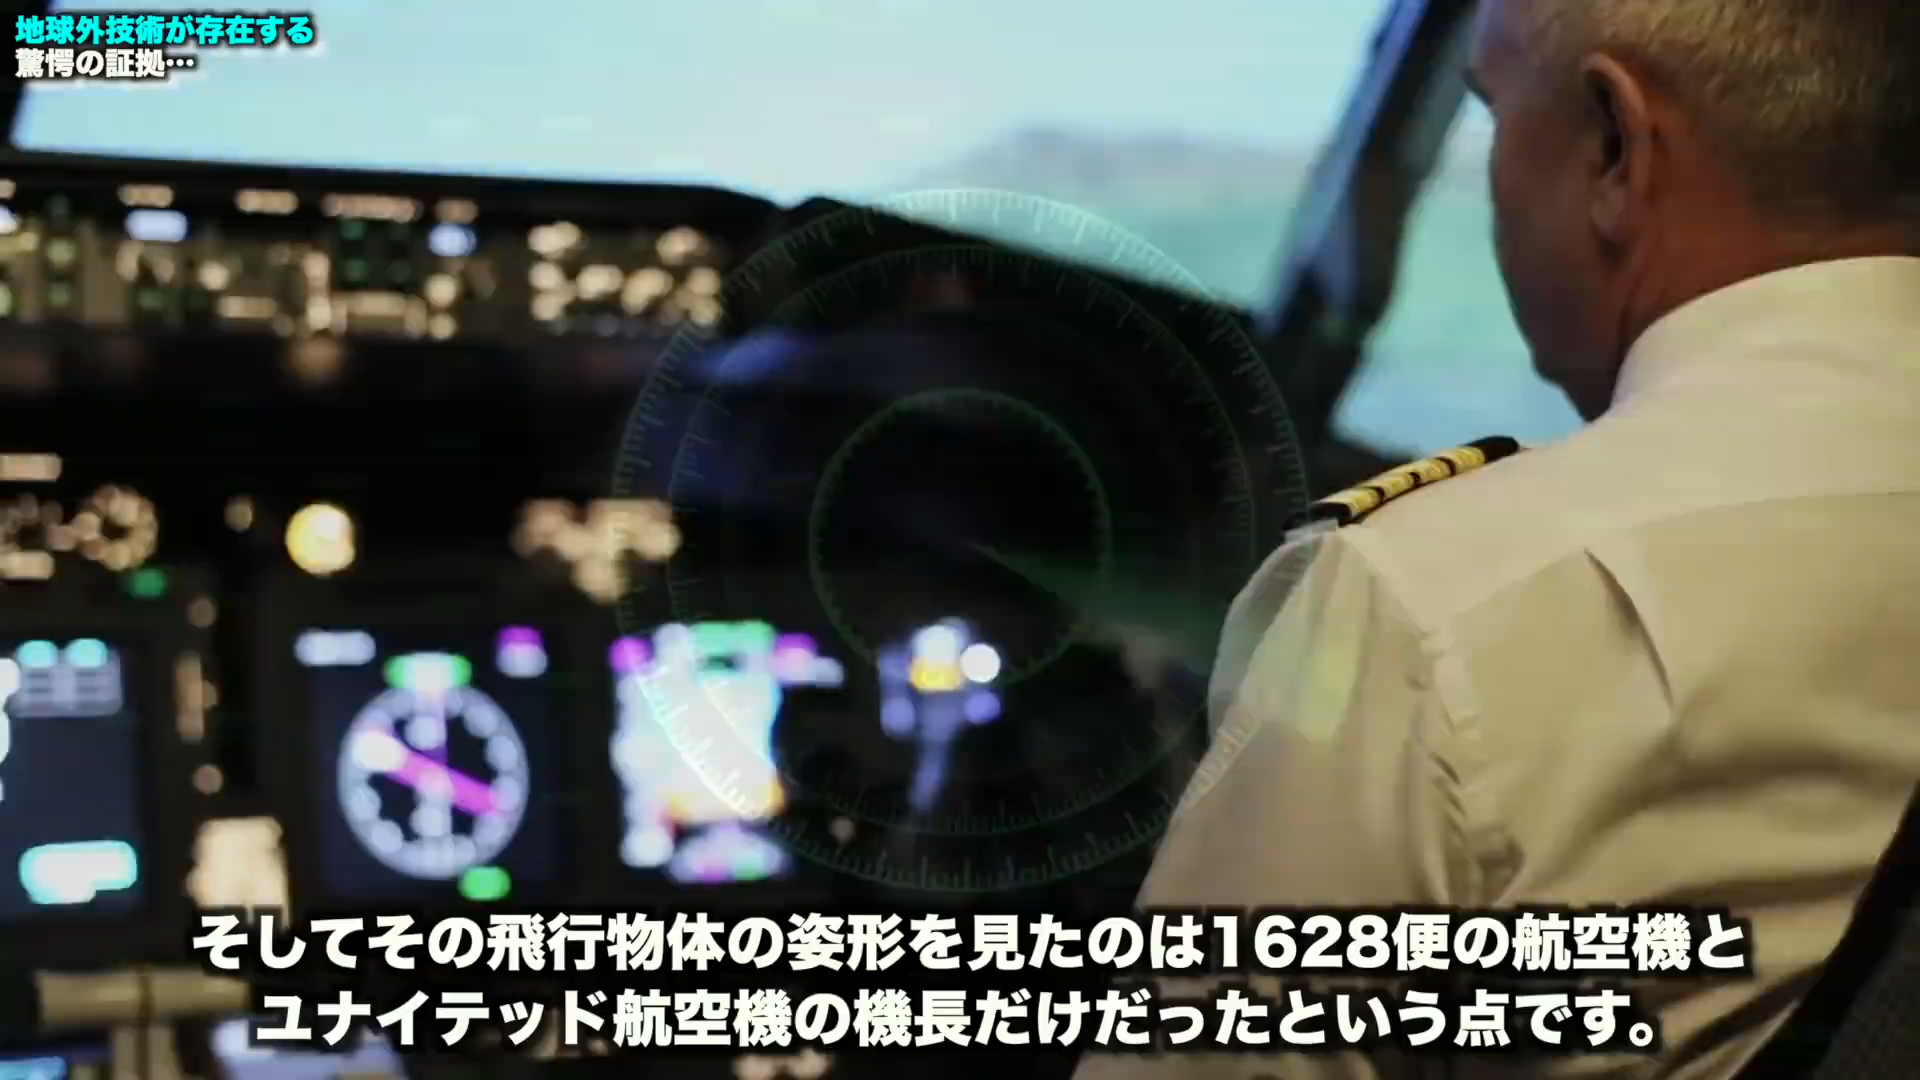 地球外技術が存在する
驚愕の証拠…
そしてその飛行物体の姿形を見たのは1628便の航空機と
ユナイテッド航空機の機長だけだったという点です。